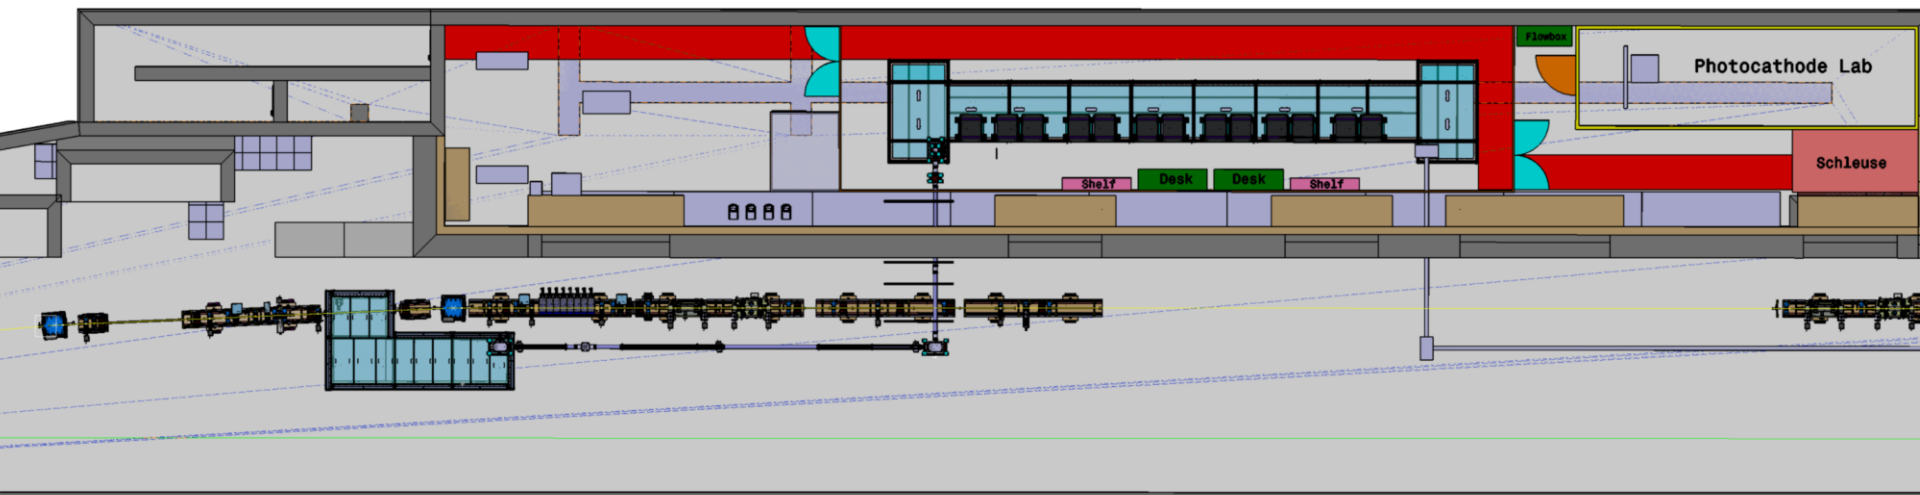 Flowbox
Photocathode Lab
Schleuse
Shelf
Desk
Desk
Shelf